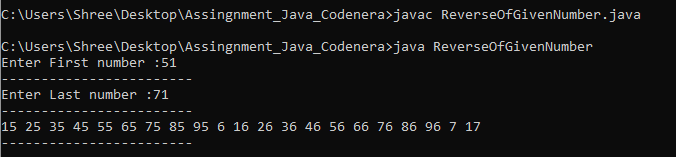 C:\Users\Shree\Desktop\Assingnment_Java_Codenera>javac ReverseOfGivenNumber.java
C:\Users\Shree\Desktop\Assingnment_Java_Codenera>java ReverseOfGivenNumber
Enter First number :51
------------------------
Enter Last number :71
------------------------
15 25 35 45 55 65 75 85 95 6 16 26 36 46 56 66 76 86 96 7 17
------------------------